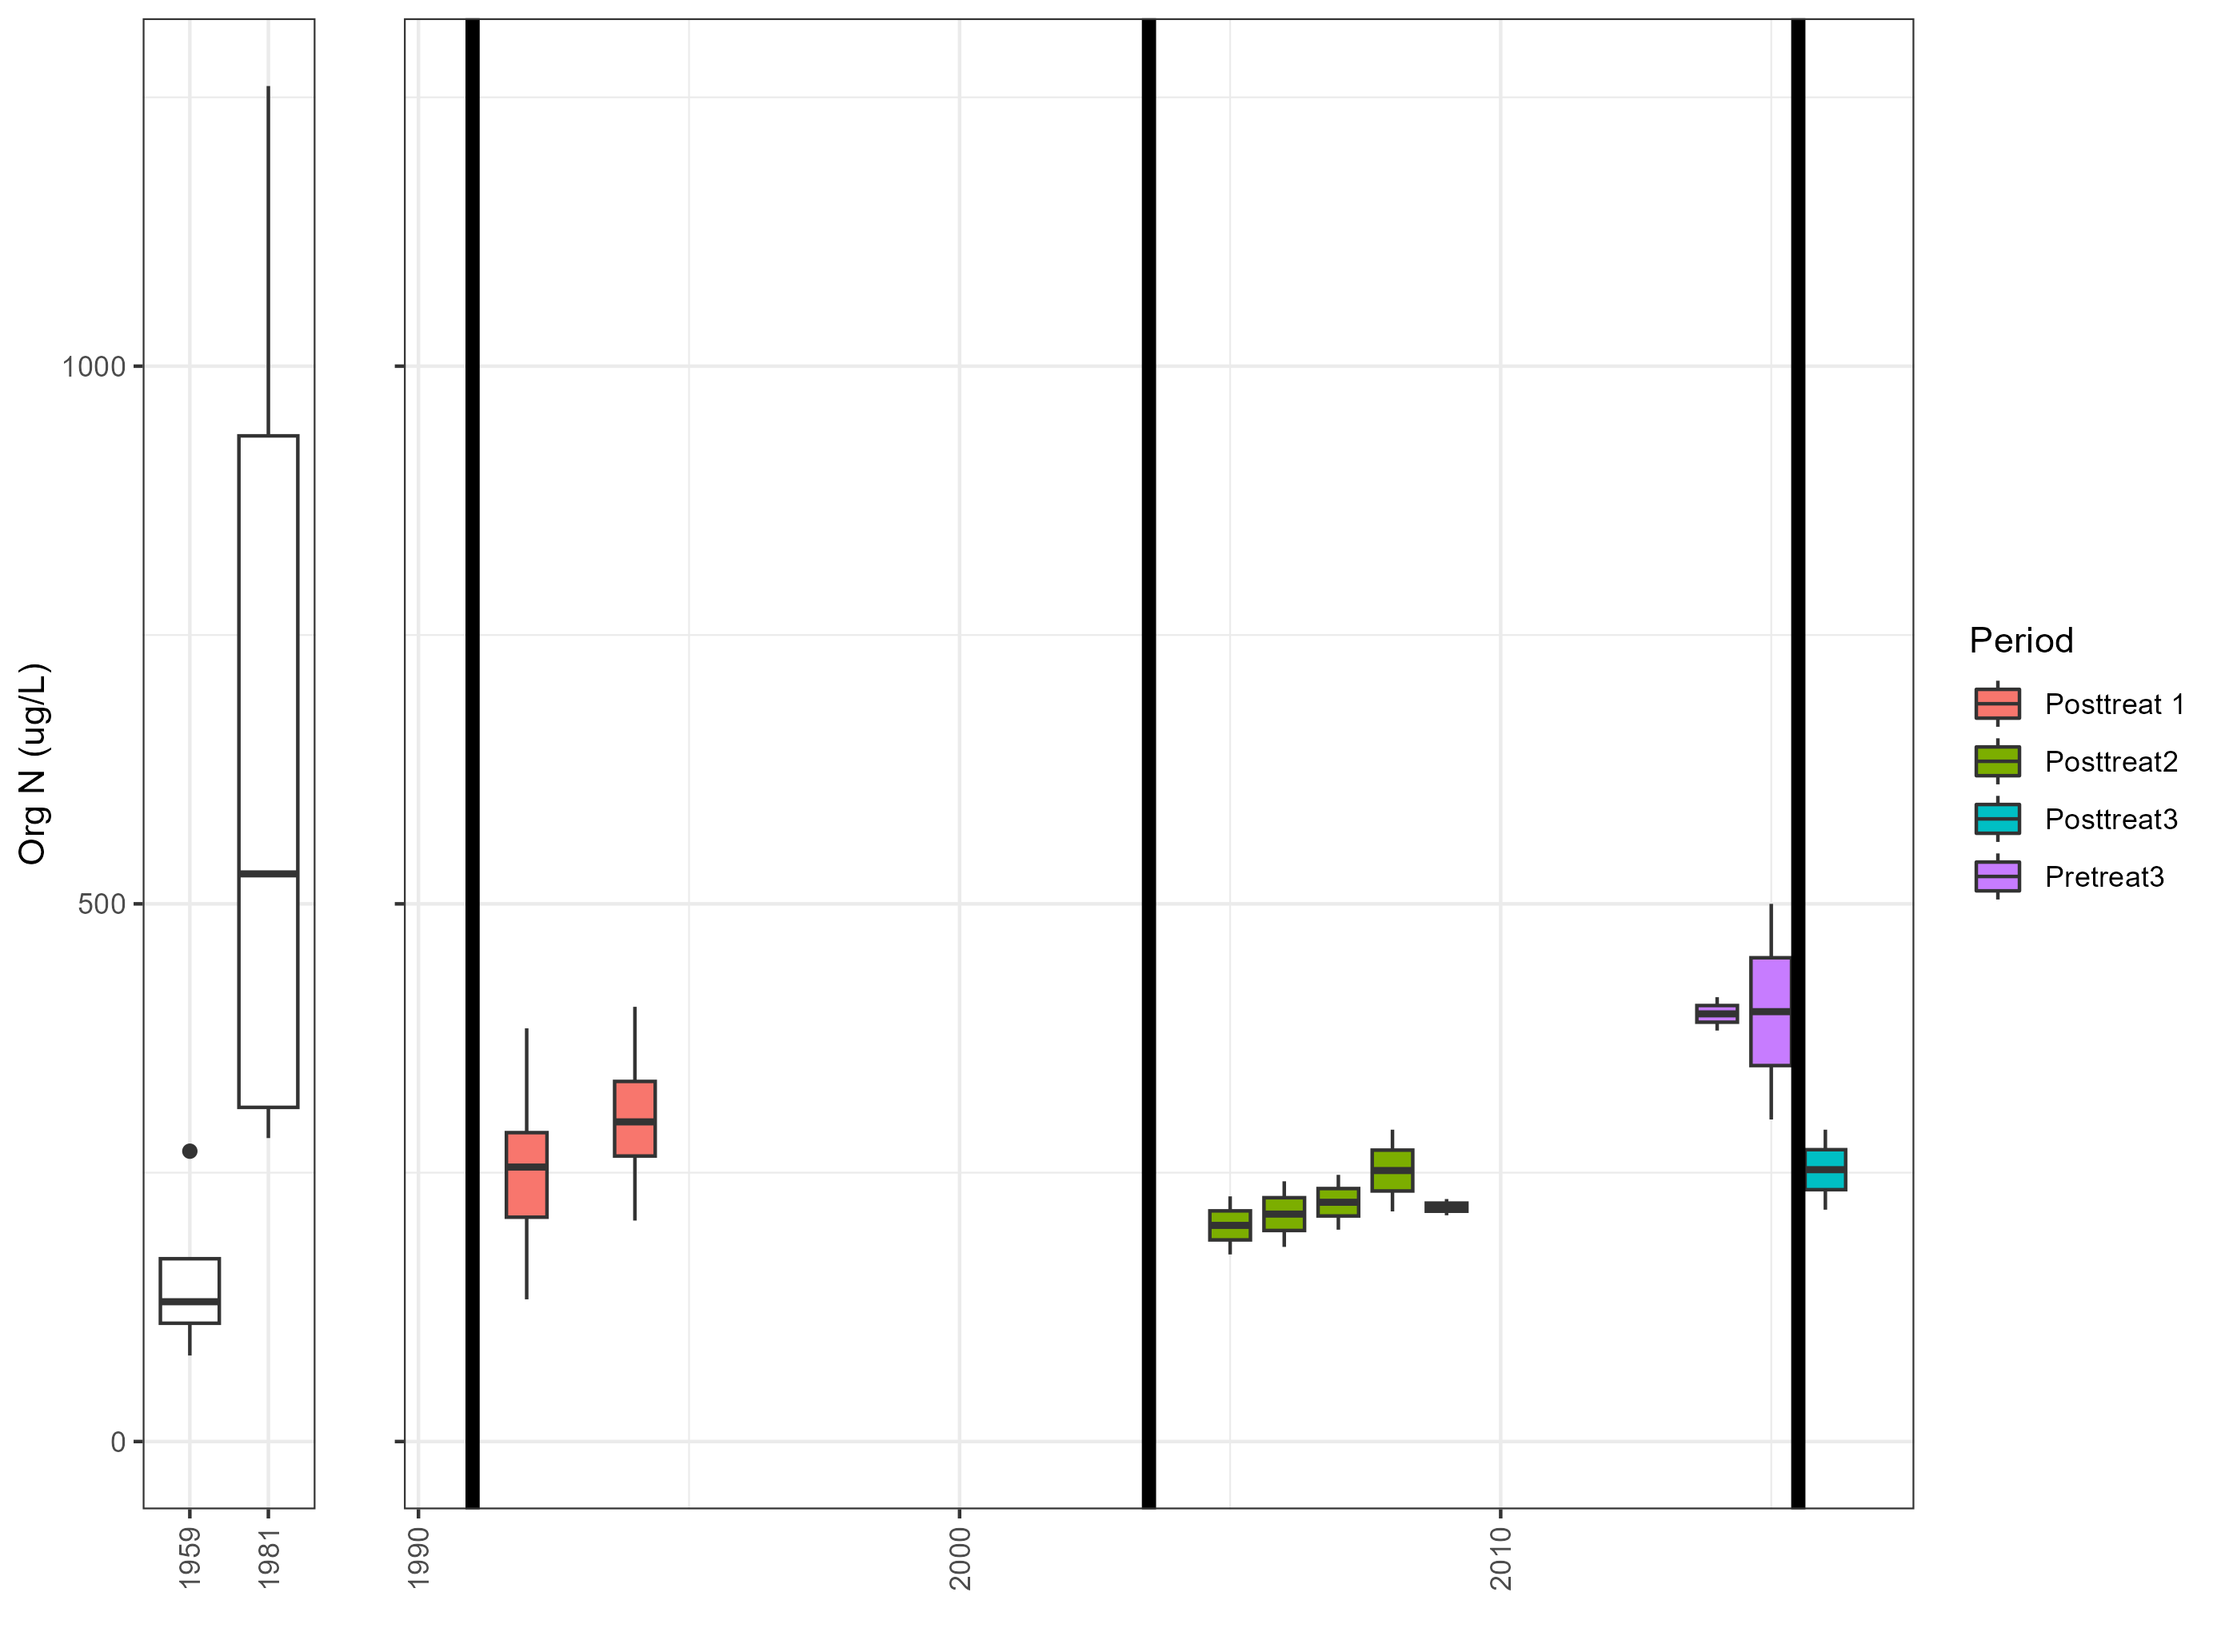 Org N (ug/L)
1000
500
0
1959
1981
1990
2000
2010
Period
Posttreat 1
Posttreat2
Posttreat3
Pretreat3